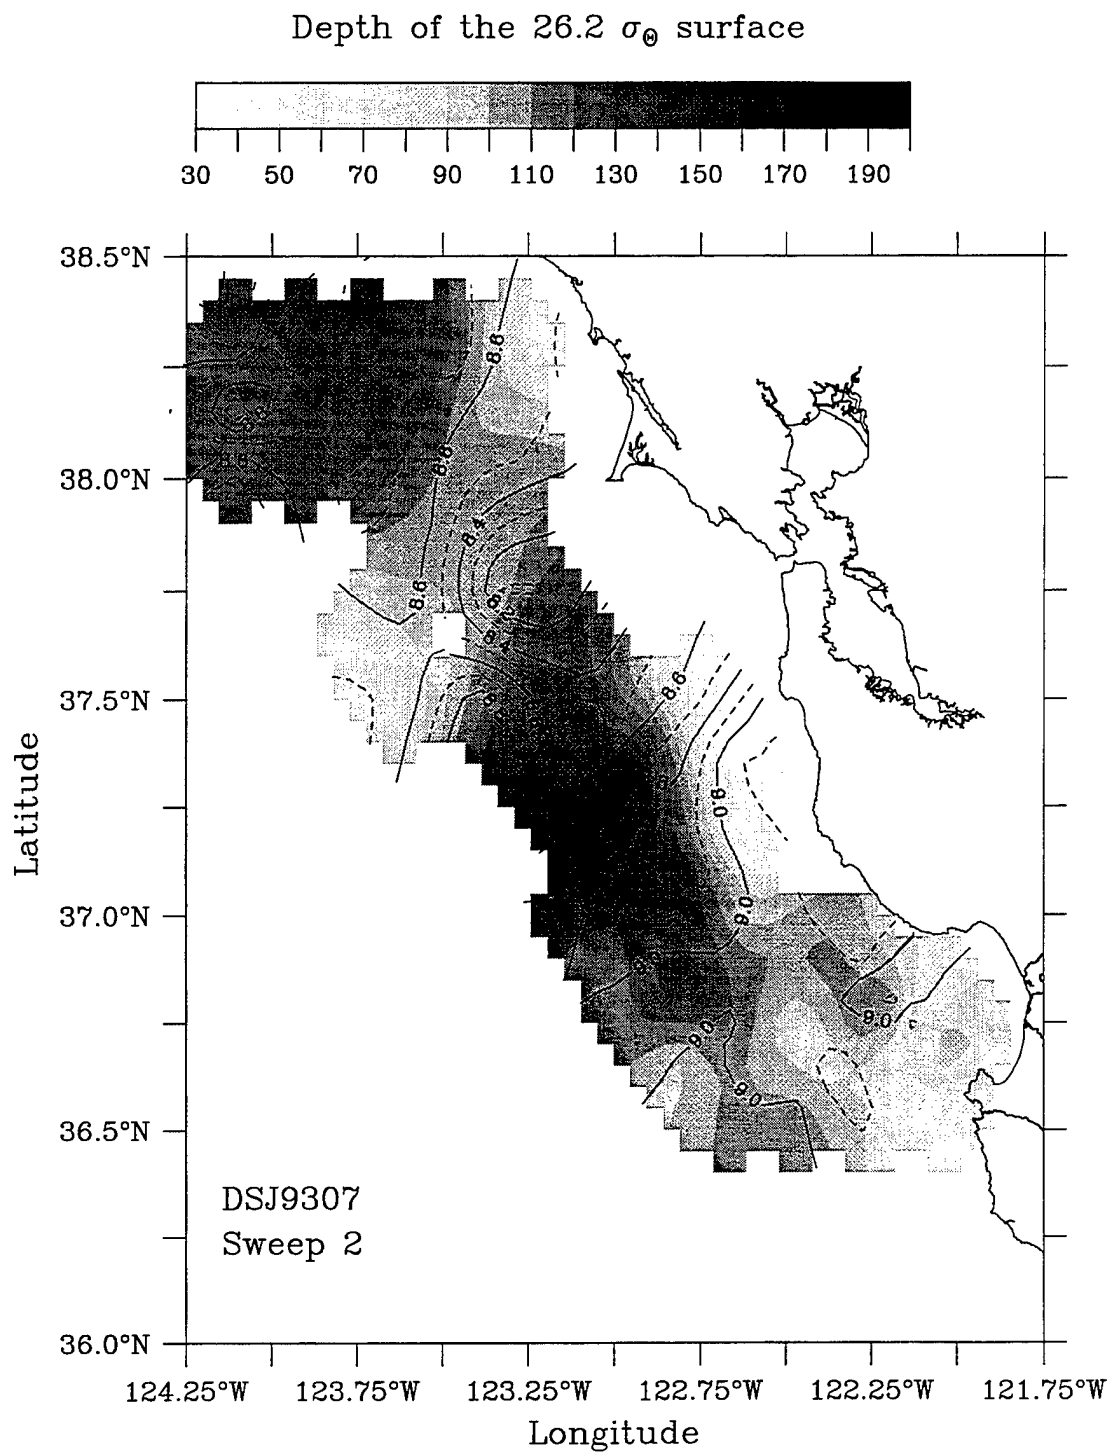 Depth of the 26.2 σ_Θ surface
30 50 70 90 110 130 150 170 190
38.5°N
38.0°N
37.5°N
37.0°N
36.5°N
36.0°N
Latitude
8.6
8.6
8.4
8.6
8.6
9.0
9.0
9.0
9.0
9.0
DSJ9307
Sweep 2
124.25°W 123.75°W 123.25°W 122.75°W 122.25°W 121.75°W
Longitude